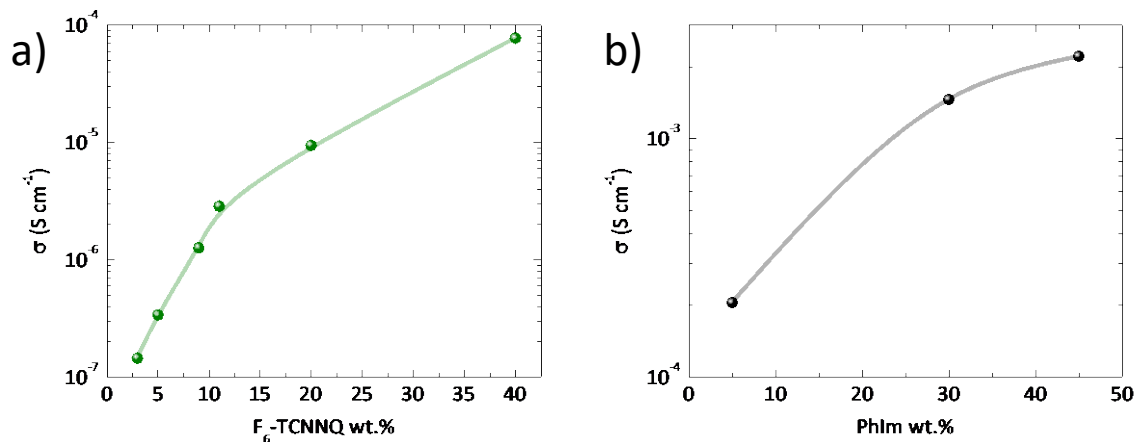 a)
10⁻⁴
10⁻⁵
10⁻⁶
10⁻⁷
σ (S cm⁻¹)
0 5 10 15 20 25 30 35 40
F₆-TCNNQ wt.%
b)
10⁻³
10⁻⁴
σ (S cm⁻¹)
0 10 20 30 40 50
PhIm wt.%